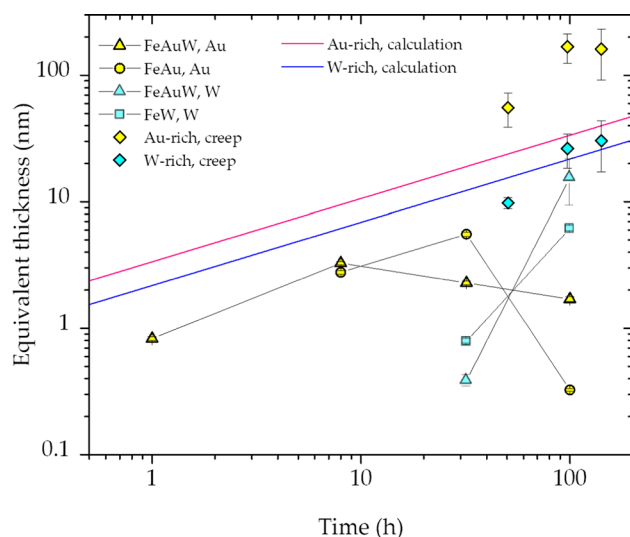 FeAuW, Au
FeAu, Au
FeAuW, W
FeW, W
Au-rich, creep
W-rich, creep
Au-rich, calculation
W-rich, calculation
Equivalent thickness (nm)
100
10
1
0.1
1
10
100
Time (h)